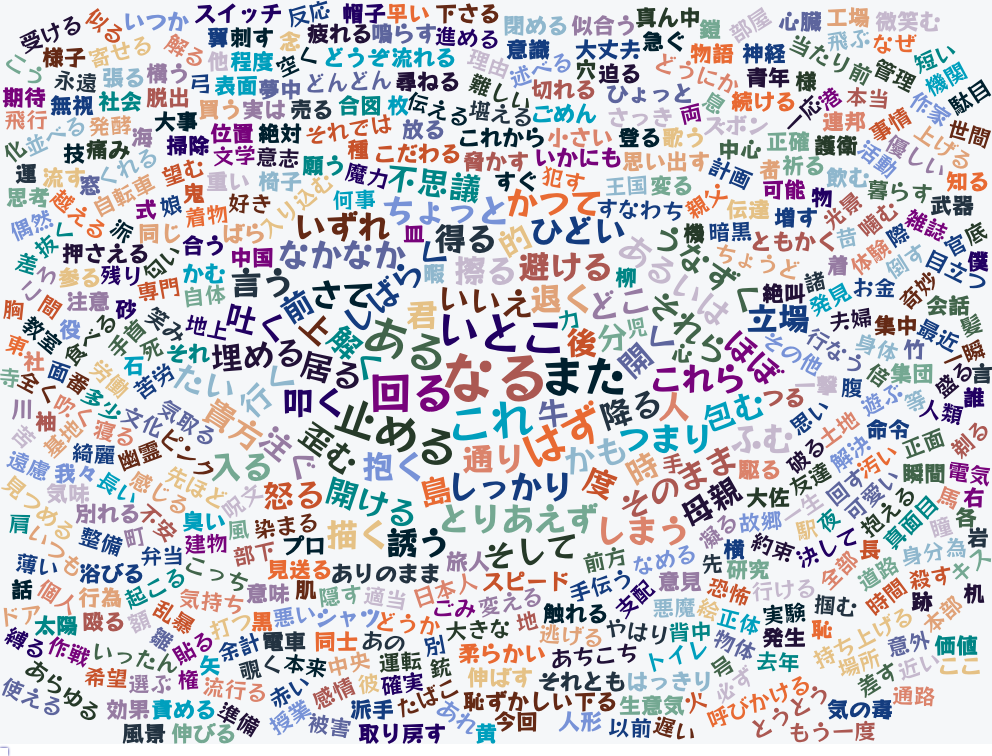 受ける 似る いつか スイッチ 反応 帽子 早い 下さる 閉める 似合う 真ん中 鎧 部屋 心臓 工場 微笑む
様子 寄せる 解る 翼 刺す 念 疲れる 鳴らす 進める 意識 大丈夫 急ぐ 物語 神経 当たり前 飛ぶ なぜ 短い
永遠 張る 横う 他 程度 空く どうぞ 流れる 理由 述べる 穴 迫る どうにか 青年 様 管理 機関
期待 無視 社会 脱出 弓 表面 夢中 どんどん 尋ねる 難しい 切れる ひょっと 息 続ける 一応 港 本当 作家 駄目
飛行 並べる 発酵 大事 買う 実は 売る 合図 枚 伝える 堪える ごめん さっき 両 ズボン 連邦 事情 上げる 世間
化 技 痛み 海 掃除 位置 絶対 それでは 放る これから 小さい 登る 歌う 中心 正確 護衛 活動 優しい
運 流す 窓 くれる 望む 文学 意志 願う 種 こだわる 脅かす いかにも 思い出す 計画 者 祈る 飲む 知る
思考 越える 自転車 鬼 重い 椅子 入り込む 魔力 不思議 すぐ 犯す 王国 変る 可能 物 暮らす 武器
偶然 抜く 派 式 娘 着物 好き 何事 ちょっと かつて すなわち 親父 伝達 増す 光景 噛む 雑誌 官 底
差 押さえる 同じ 合う ばら いずれ 皿 得る 的 ひどい つなず 機 暗黒 ともかく 苛 体験 際 倒す 目立つ 僕
参る 残り 匂い かむ 中国 なかなか しばらく 暇 擦る 避ける 柳 ある ちょうど 着 諸 発見 お金 奇妙
胸 間 注意 砂 専門 自体 言う 前 さて 君 いいえ 退く どこ それら いは 絶叫 立場 夫婦 集中 会話
教室 役 食べる 手首 笑み 地上 吐く 上 解く ある いとこ 力 後 分 児 しく 心 ほぼ その他 行なう 身体 最近 曇
東 社 面 番 労働 死 石 それ 埋める 居る なる また 開く これら 一撃 腹 竹 倍 集団 一瞬
寺 全く 吹く 多少 苦労 たい 行く 叩く 回る これ 牛 降る 人 包む つる 思い 遊ぶ 等 盛る 言
川 袖 基地 寝る 文化 気取る 貴方 注ぐ 歪む 止める 通り はず かも つまり ふむ 破る 土地 命令 人類 誰
苦 綺麗 幽霊 ピンク 入る 抱く 度 時 手 そのまま 駆る 友達 解決 汚い 正面 剃る
遠慮 我々 長い 感じる 先ほど 呪文 怒る 開ける 島 しっかり 母親 大佐 一生 回す 可愛い 瞬間 電気
見つめる 気味 別れる 不安 臭い 風 染まる 描く 誘う とりあえず しまう 凝る 故郷 駅 夜 抱える 真面目 馬 右
肩 いつも 整備 町 弁当 建物 部下 プロ 旅人 そして 前方 なめる 先 横 約束 決して 長 瞳 各
薄い 浴びる こっち 見送る ありのまま 日本人 スピード 手伝う 支配 意見 研究 全部 道路 身分 為 岩
話 個人 行為 起こる 気持ち 意味 肌 隠す 適当 ごみ 変える 触れる 悪魔 恐怖 行ける 時間 殺す キス
ドア 太陽 殴る 額 乱暴 打つ 黒 悪い シャツ どうか 大きな 地 逃げる やはり 背中 絵 正体 実験 掴む 跡 机
縛る 作戦 いったん 離 貼る 余計 電車 同士 あの 別 柔らかい あちこち トイレ 物体 発生 恥 持ち上げる 意外 本部 価値
あらゆる 希望 選ぶ 権 矢 覗く 本来 中央 運転 銃 伸ばす それとも はっきり 呂 去年 場所 差す 近い ここ
使える 効果 責める 流行る 準備 赤い 感情 彼 確実 たばこ 恥ずかしい 下る 生意気 火 必ず 呼びかける 気の毒 通路
風景 伸びる 授業 被害 派手 取り戻す あれ 黄 今回 人形 以前 遅い とうとう もう一度